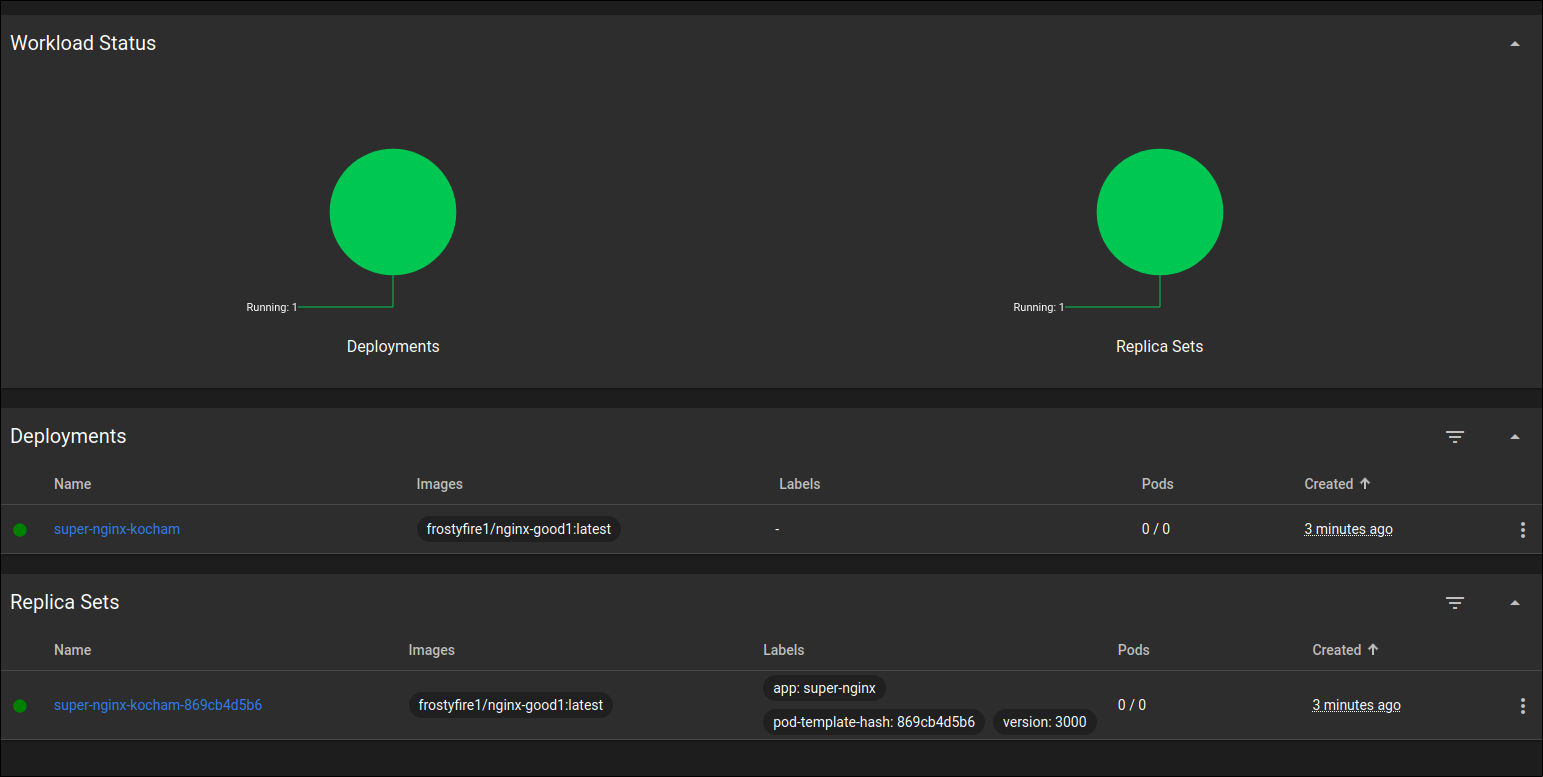 Workload Status
Running: 1
Running: 1
Deployments
Replica Sets
Deployments
Name Images Labels Pods Created
super-nginx-kocham frostyfire1/nginx-good1:latest - 0 / 0 3 minutes ago
Replica Sets
Name Images Labels Pods Created
app: super-nginx
super-nginx-kocham-869cb4d5b6 frostyfire1/nginx-good1:latest 0 / 0 3 minutes ago
pod-template-hash: 869cb4d5b6 version: 3000